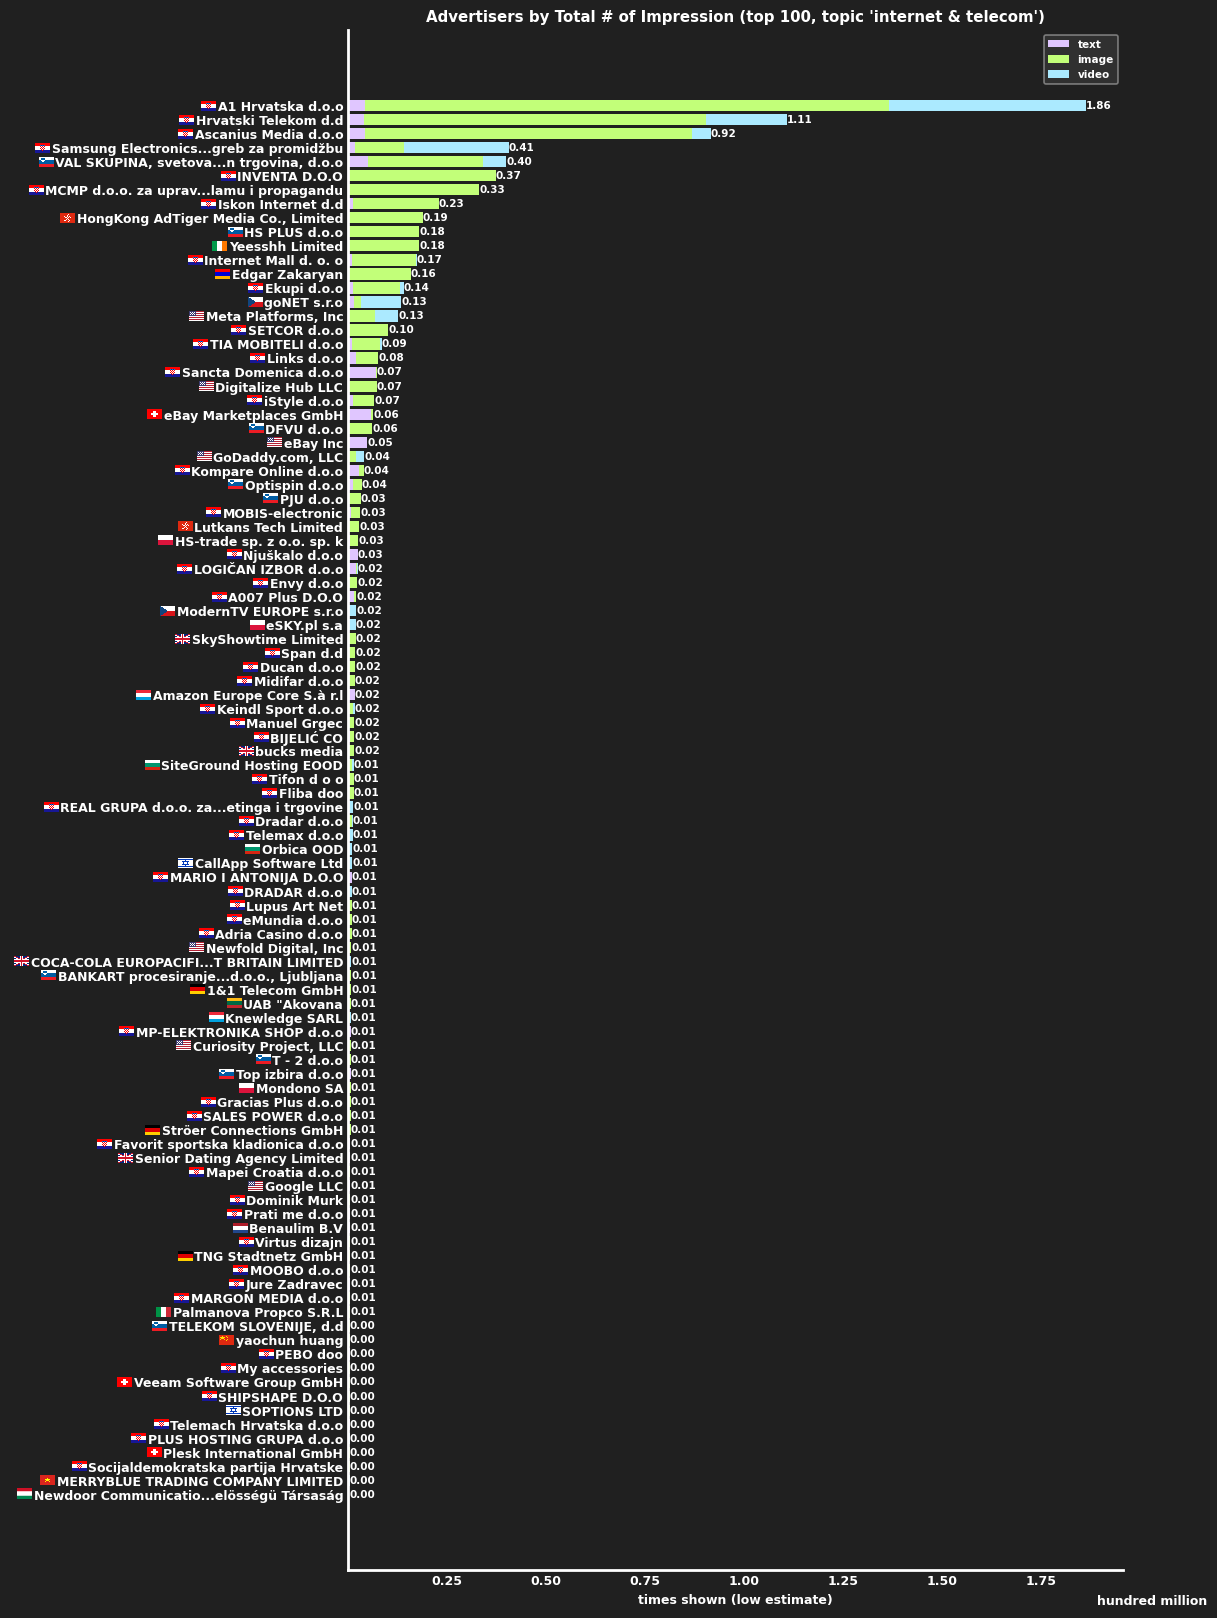 Advertisers by Total # of Impression (top 100, topic 'internet & telecom')
text
image
video
A1 Hrvatska d.o.o 1.86
Hrvatski Telekom d.d 1.11
Ascanius Media d.o.o 0.92
Samsung Electronics...greb za promidžbu 0.41
VAL SKUPINA, svetova...n trgovina, d.o.o 0.40
INVENTA D.O.O 0.37
MCMP d.o.o. za uprav...lamu i propagandu 0.33
Iskon Internet d.d 0.23
HongKong AdTiger Media Co., Limited 0.19
HS PLUS d.o.o 0.18
Yeesshh Limited 0.18
Internet Mall d. o. o 0.17
Edgar Zakaryan 0.16
Ekupi d.o.o 0.14
goNET s.r.o 0.13
Meta Platforms, Inc 0.13
SETCOR d.o.o 0.10
TIA MOBITELI d.o.o 0.09
Links d.o.o 0.08
Sancta Domenica d.o.o 0.07
Digitalize Hub LLC 0.07
iStyle d.o.o 0.07
eBay Marketplaces GmbH 0.06
DFVU d.o.o 0.06
eBay Inc 0.05
GoDaddy.com, LLC 0.04
Kompare Online d.o.o 0.04
Optispin d.o.o 0.04
PJU d.o.o 0.03
MOBIS-electronic 0.03
Lutkans Tech Limited 0.03
HS-trade sp. z o.o. sp. k 0.03
Njuškalo d.o.o 0.03
LOGIČAN IZBOR d.o.o 0.02
Envy d.o.o 0.02
A007 Plus D.O.O 0.02
ModernTV EUROPE s.r.o 0.02
eSKY.pl s.a 0.02
SkyShowtime Limited 0.02
Span d.d 0.02
Ducan d.o.o 0.02
Midifar d.o.o 0.02
Amazon Europe Core S.à r.l 0.02
Keindl Sport d.o.o 0.02
Manuel Grgec 0.02
BIJELIĆ CO 0.02
bucks media 0.02
SiteGround Hosting EOOD 0.01
Tifon d o o 0.01
Fliba doo 0.01
REAL GRUPA d.o.o. za...etinga i trgovine 0.01
Dradar d.o.o 0.01
Telemax d.o.o 0.01
Orbica OOD 0.01
CallApp Software Ltd 0.01
MARIO I ANTONIJA D.O.O 0.01
DRADAR d.o.o 0.01
Lupus Art Net 0.01
eMundia d.o.o 0.01
Adria Casino d.o.o 0.01
Newfold Digital, Inc 0.01
COCA-COLA EUROPACIFI...T BRITAIN LIMITED 0.01
BANKART procesiranje...d.o.o., Ljubljana 0.01
1&1 Telecom GmbH 0.01
UAB "Akovana 0.01
Knewledge SARL 0.01
MP-ELEKTRONIKA SHOP d.o.o 0.01
Curiosity Project, LLC 0.01
T - 2 d.o.o 0.01
Top izbira d.o.o 0.01
Mondono SA 0.01
Gracias Plus d.o.o 0.01
SALES POWER d.o.o 0.01
Ströer Connections GmbH 0.01
Favorit sportska kladionica d.o.o 0.01
Senior Dating Agency Limited 0.01
Mapei Croatia d.o.o 0.01
Google LLC 0.01
Dominik Murk 0.01
Prati me d.o.o 0.01
Benaulim B.V 0.01
Virtus dizajn 0.01
TNG Stadtnetz GmbH 0.01
MOOBO d.o.o 0.01
Jure Zadravec 0.01
MARGON MEDIA d.o.o 0.01
Palmanova Propco S.R.L 0.01
TELEKOM SLOVENIJE, d.d 0.00
yaochun huang 0.00
PEBO doo 0.00
My accessories 0.00
Veeam Software Group GmbH 0.00
SHIPSHAPE D.O.O 0.00
SOPTIONS LTD 0.00
Telemach Hrvatska d.o.o 0.00
PLUS HOSTING GRUPA d.o.o 0.00
Plesk International GmbH 0.00
Socijaldemokratska partija Hrvatske 0.00
MERRYBLUE TRADING COMPANY LIMITED 0.00
Newdoor Communicatio...elösségü Társaság 0.00
0.25 0.50 0.75 1.00 1.25 1.50 1.75
times shown (low estimate)
hundred million